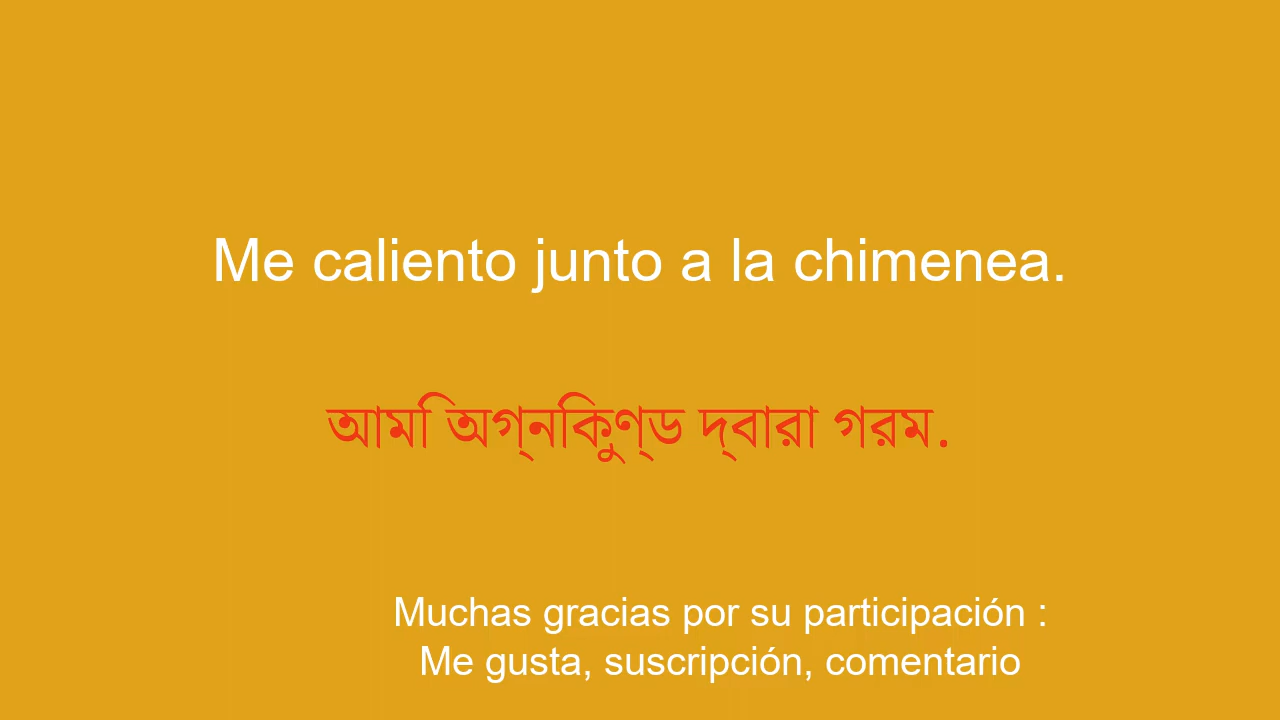 Me caliento junto a la chimenea.
আমি অগ্নিকুণ্ড দ্বারা গরম.
Muchas gracias por su participación :
Me gusta, suscripción, comentario